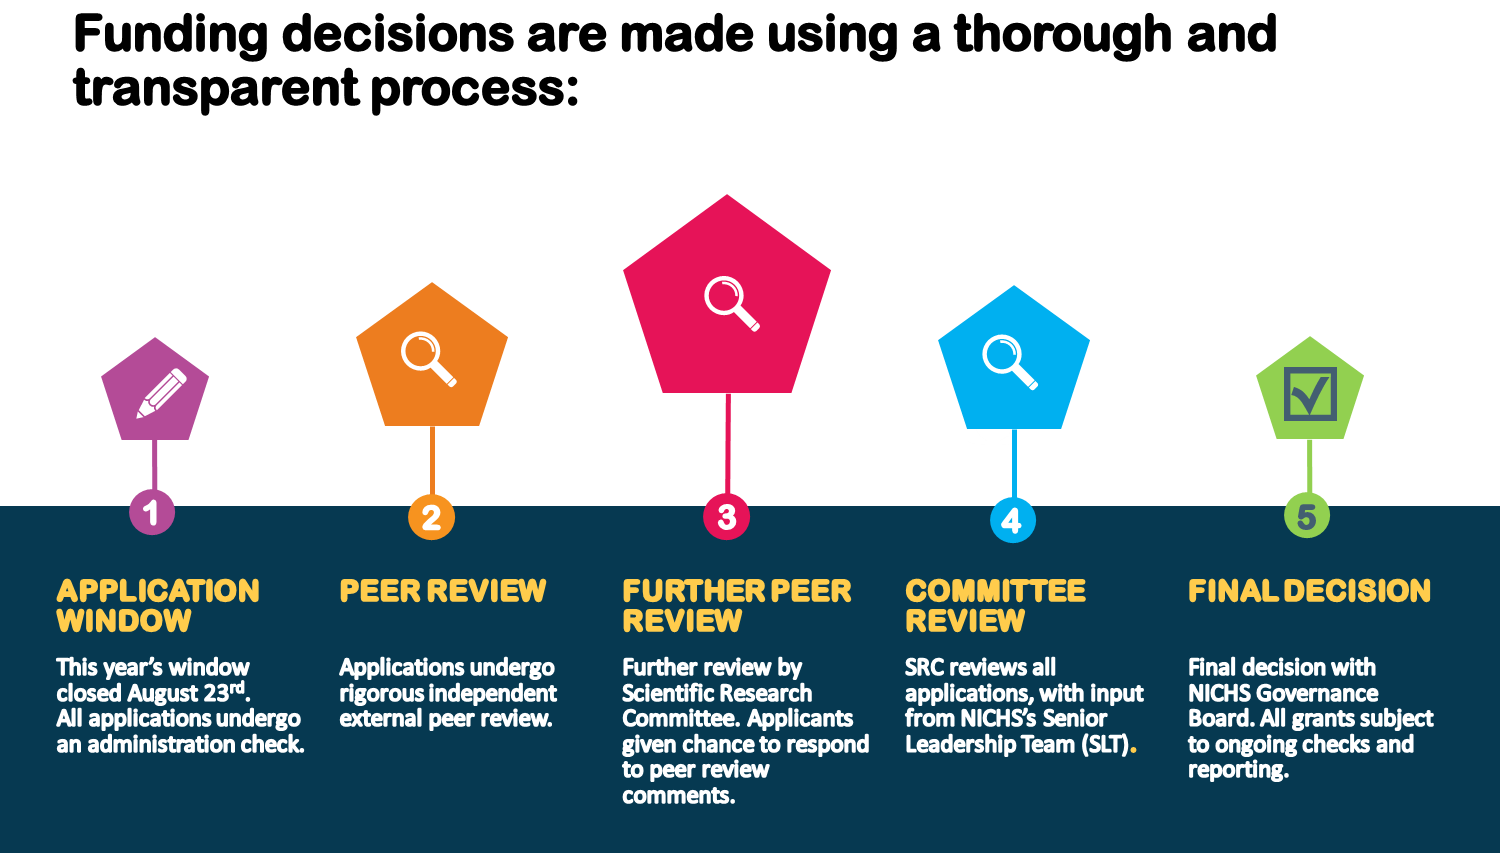 Funding decisions are made using a thorough and
transparent process:
1
2
3
4
5
APPLICATION
WINDOW
This year's window
closed August 23rd.
All applications undergo
an administration check.
PEER REVIEW
Applications undergo
rigorous independent
external peer review.
FURTHER PEER
REVIEW
Further review by
Scientific Research
Committee. Applicants
given chance to respond
to peer review
comments.
COMMITTEE
REVIEW
SRC reviews all
applications, with input
from NICHS's Senior
Leadership Team (SLT).
FINAL DECISION
Final decision with
NICHS Governance
Board. All grants subject
to ongoing checks and
reporting.